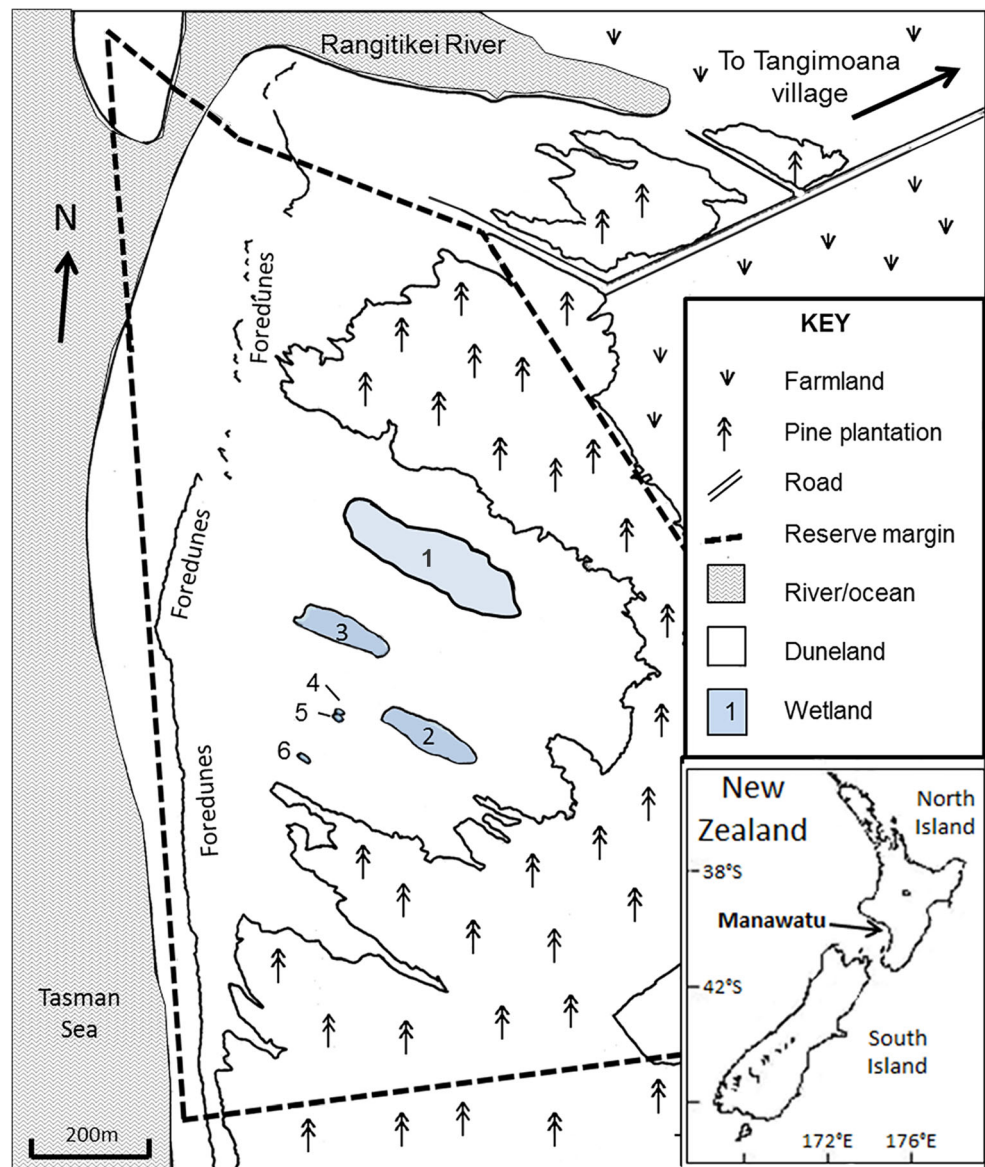 Rangitikei River
To Tangimoana
village
N
Foredunes
Foredunes
Foredunes
1
3
4
5
2
6
Tasman
Sea
200m
KEY
Farmland
Pine plantation
Road
Reserve margin
River/ocean
Duneland
1 Wetland
New
Zealand
North
Island
38°S
Manawatu
42°S
South
Island
172°E 176°E